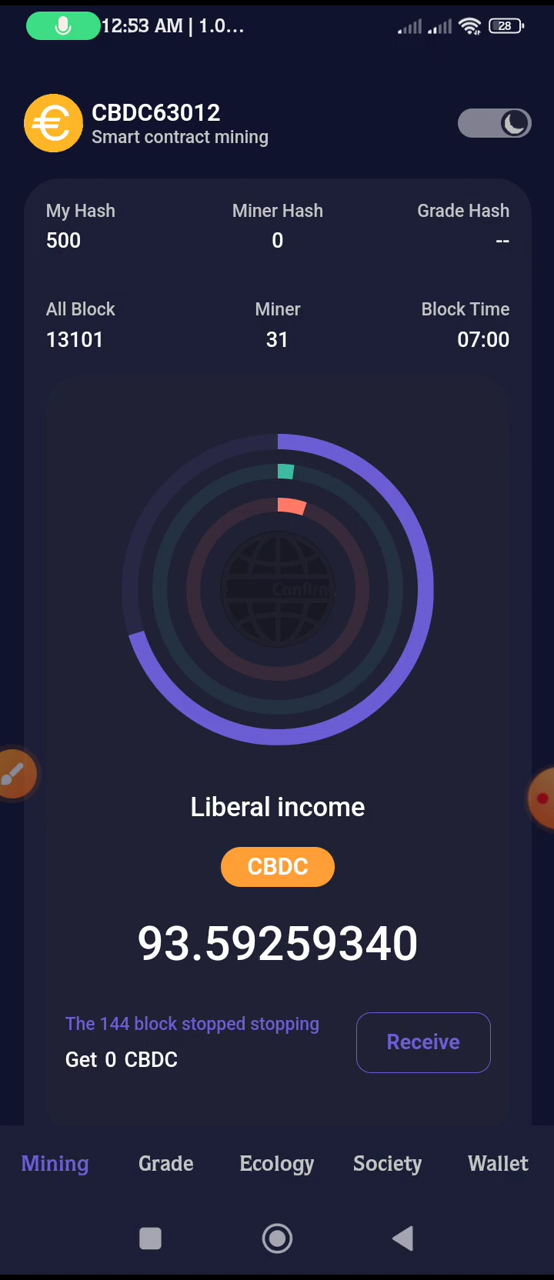 12:53 AM | 1.0...
28
CBDC63012
Smart contract mining
My Hash Miner Hash Grade Hash
500 0 --
All Block Miner Block Time
13101 31 07:00
Confirm
Liberal income
CBDC
93.59259340
The 144 block stopped stopping
Get 0 CBDC
Receive
Mining Grade Ecology Society Wallet